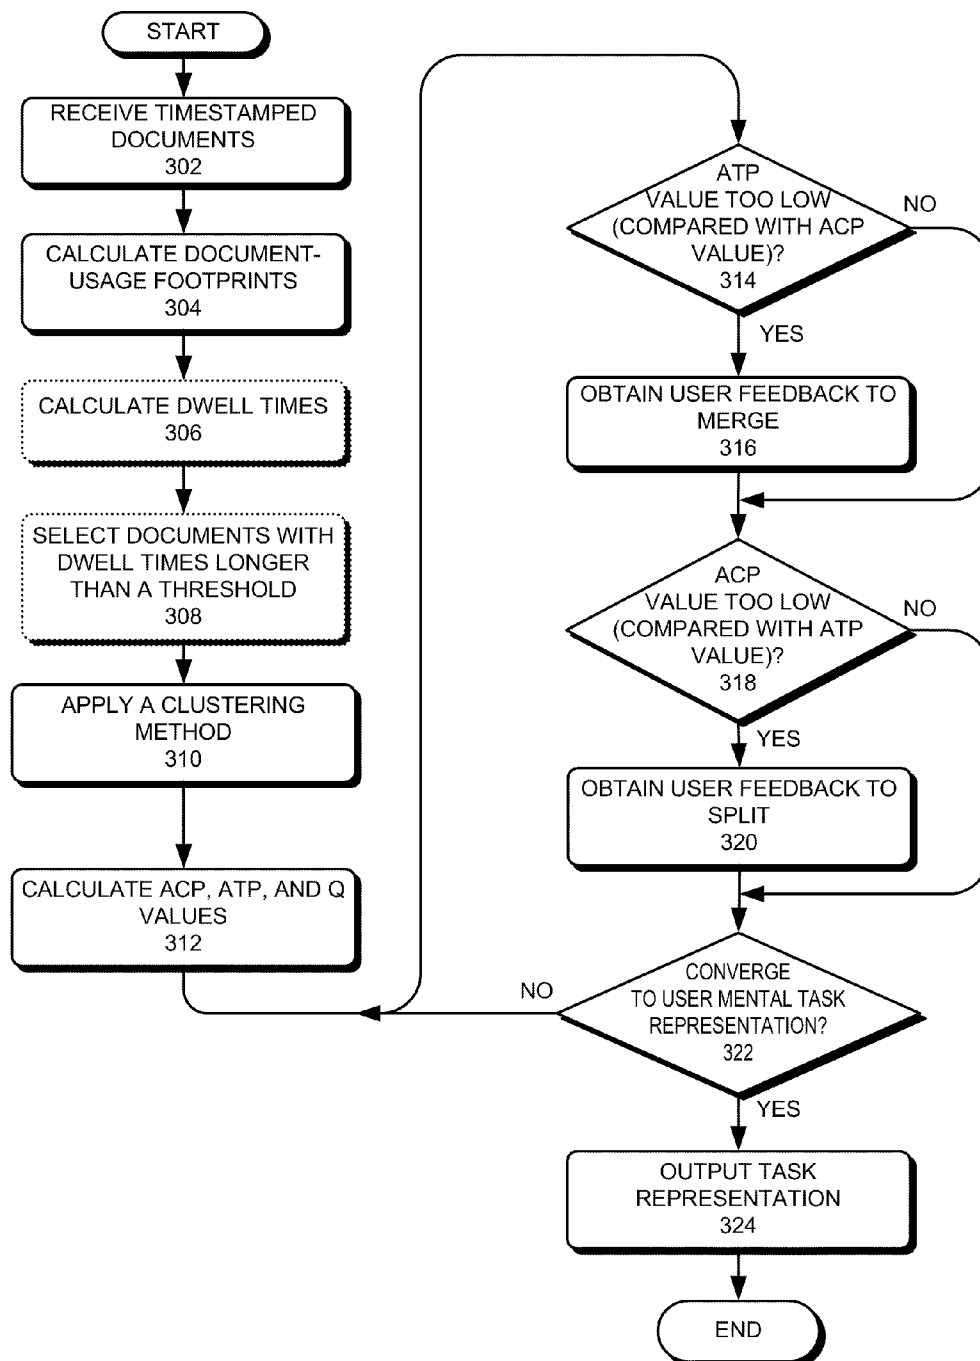 START
RECEIVE TIMESTAMPED
DOCUMENTS
302
CALCULATE DOCUMENT-
USAGE FOOTPRINTS
304
CALCULATE DWELL TIMES
306
SELECT DOCUMENTS WITH
DWELL TIMES LONGER
THAN A THRESHOLD
308
APPLY A CLUSTERING
METHOD
310
CALCULATE ACP, ATP, AND Q
VALUES
312
ATP
VALUE TOO LOW
(COMPARED WITH ACP
VALUE)?
314
NO
YES
OBTAIN USER FEEDBACK TO
MERGE
316
ACP
VALUE TOO LOW
(COMPARED WITH ATP
VALUE)?
318
NO
YES
OBTAIN USER FEEDBACK TO
SPLIT
320
CONVERGE
TO USER MENTAL TASK
REPRESENTATION?
322
NO
YES
OUTPUT TASK
REPRESENTATION
324
END